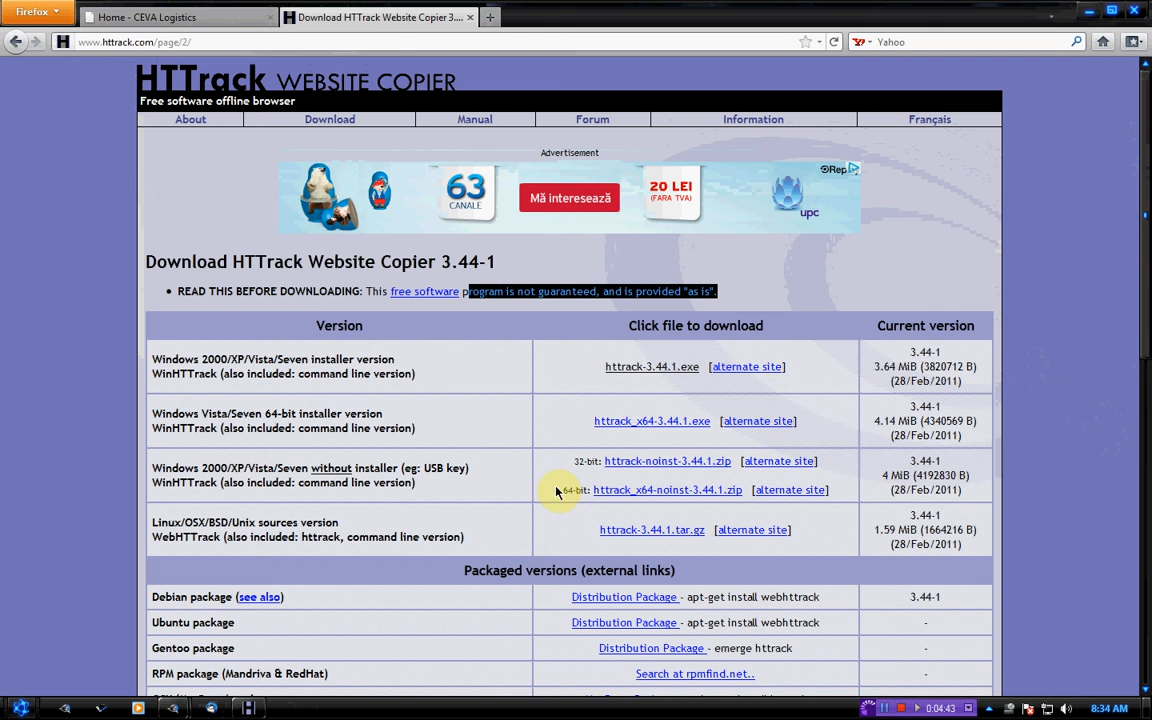 Firefox
Home - CEVA Logistics
Download HTTrack Website Copier 3....
www.httrack.com/page/2/
Yahoo
HTTrack WEBSITE COPIER
Free software offline browser
About Download Manual Forum Information Français
Advertisement
63 CANALE
Mă interesează
20 LEI
(FARA TVA)
upc
Rep
Download HTTrack Website Copier 3.44-1
• READ THIS BEFORE DOWNLOADING: This free software program is not guaranteed, and is provided "as is".
Version Click file to download Current version
Windows 2000/XP/Vista/Seven installer version
WinHTTrack (also included: command line version)
httrack-3.44.1.exe [alternate site]
3.44-1
3.64 MiB (3820712 B)
(28/Feb/2011)
Windows Vista/Seven 64-bit installer version
WinHTTrack (also included: command line version)
httrack_x64-3.44.1.exe [alternate site]
3.44-1
4.14 MiB (4340569 B)
(28/Feb/2011)
Windows 2000/XP/Vista/Seven without installer (eg: USB key)
WinHTTrack (also included: command line version)
32-bit: httrack-noinst-3.44.1.zip [alternate site]
64-bit: httrack_x64-noinst-3.44.1.zip [alternate site]
3.44-1
4 MiB (4192830 B)
(28/Feb/2011)
Linux/OSX/BSD/Unix sources version
WebHTTrack (also included: httrack, command line version)
httrack-3.44.1.tar.gz [alternate site]
3.44-1
1.59 MiB (1664216 B)
(28/Feb/2011)
Packaged versions (external links)
Debian package (see also) Distribution Package - apt-get install webhttrack 3.44-1
Ubuntu package Distribution Package - apt-get install webhttrack -
Gentoo package Distribution Package - emerge httrack -
RPM package (Mandriva & RedHat) Search at rpmfind.net.. -
0:04:43
8:34 AM